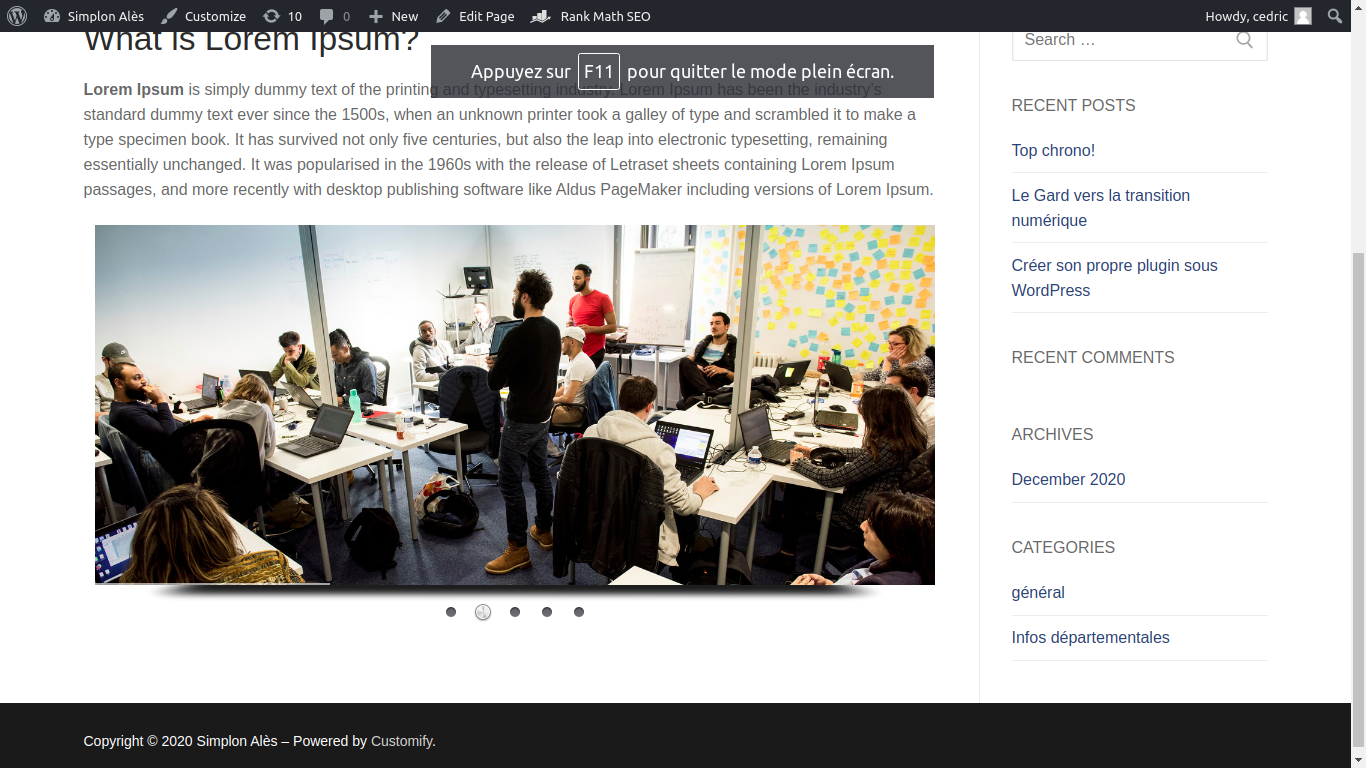 Simplon Alès Customize 10 0 New Edit Page Rank Math SEO Howdy, cedric
What is Lorem Ipsum?
Appuyez sur F11 pour quitter le mode plein écran.
Lorem Ipsum is simply dummy text of the printing and typesetting industry. Lorem Ipsum has been the industry's
standard dummy text ever since the 1500s, when an unknown printer took a galley of type and scrambled it to make a
type specimen book. It has survived not only five centuries, but also the leap into electronic typesetting, remaining
essentially unchanged. It was popularised in the 1960s with the release of Letraset sheets containing Lorem Ipsum
passages, and more recently with desktop publishing software like Aldus PageMaker including versions of Lorem Ipsum.
Search …
RECENT POSTS
Top chrono!
Le Gard vers la transition
numérique
Créer son propre plugin sous
WordPress
RECENT COMMENTS
ARCHIVES
December 2020
CATEGORIES
général
Infos départementales
Copyright © 2020 Simplon Alès – Powered by Customify.